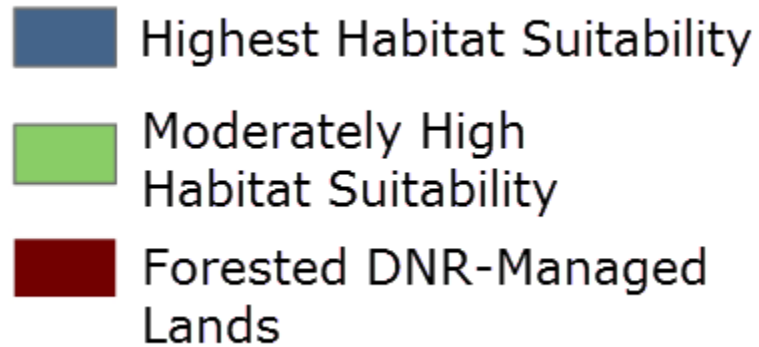 Highest Habitat Suitability
Moderately High
Habitat Suitability
Forested DNR-Managed
Lands